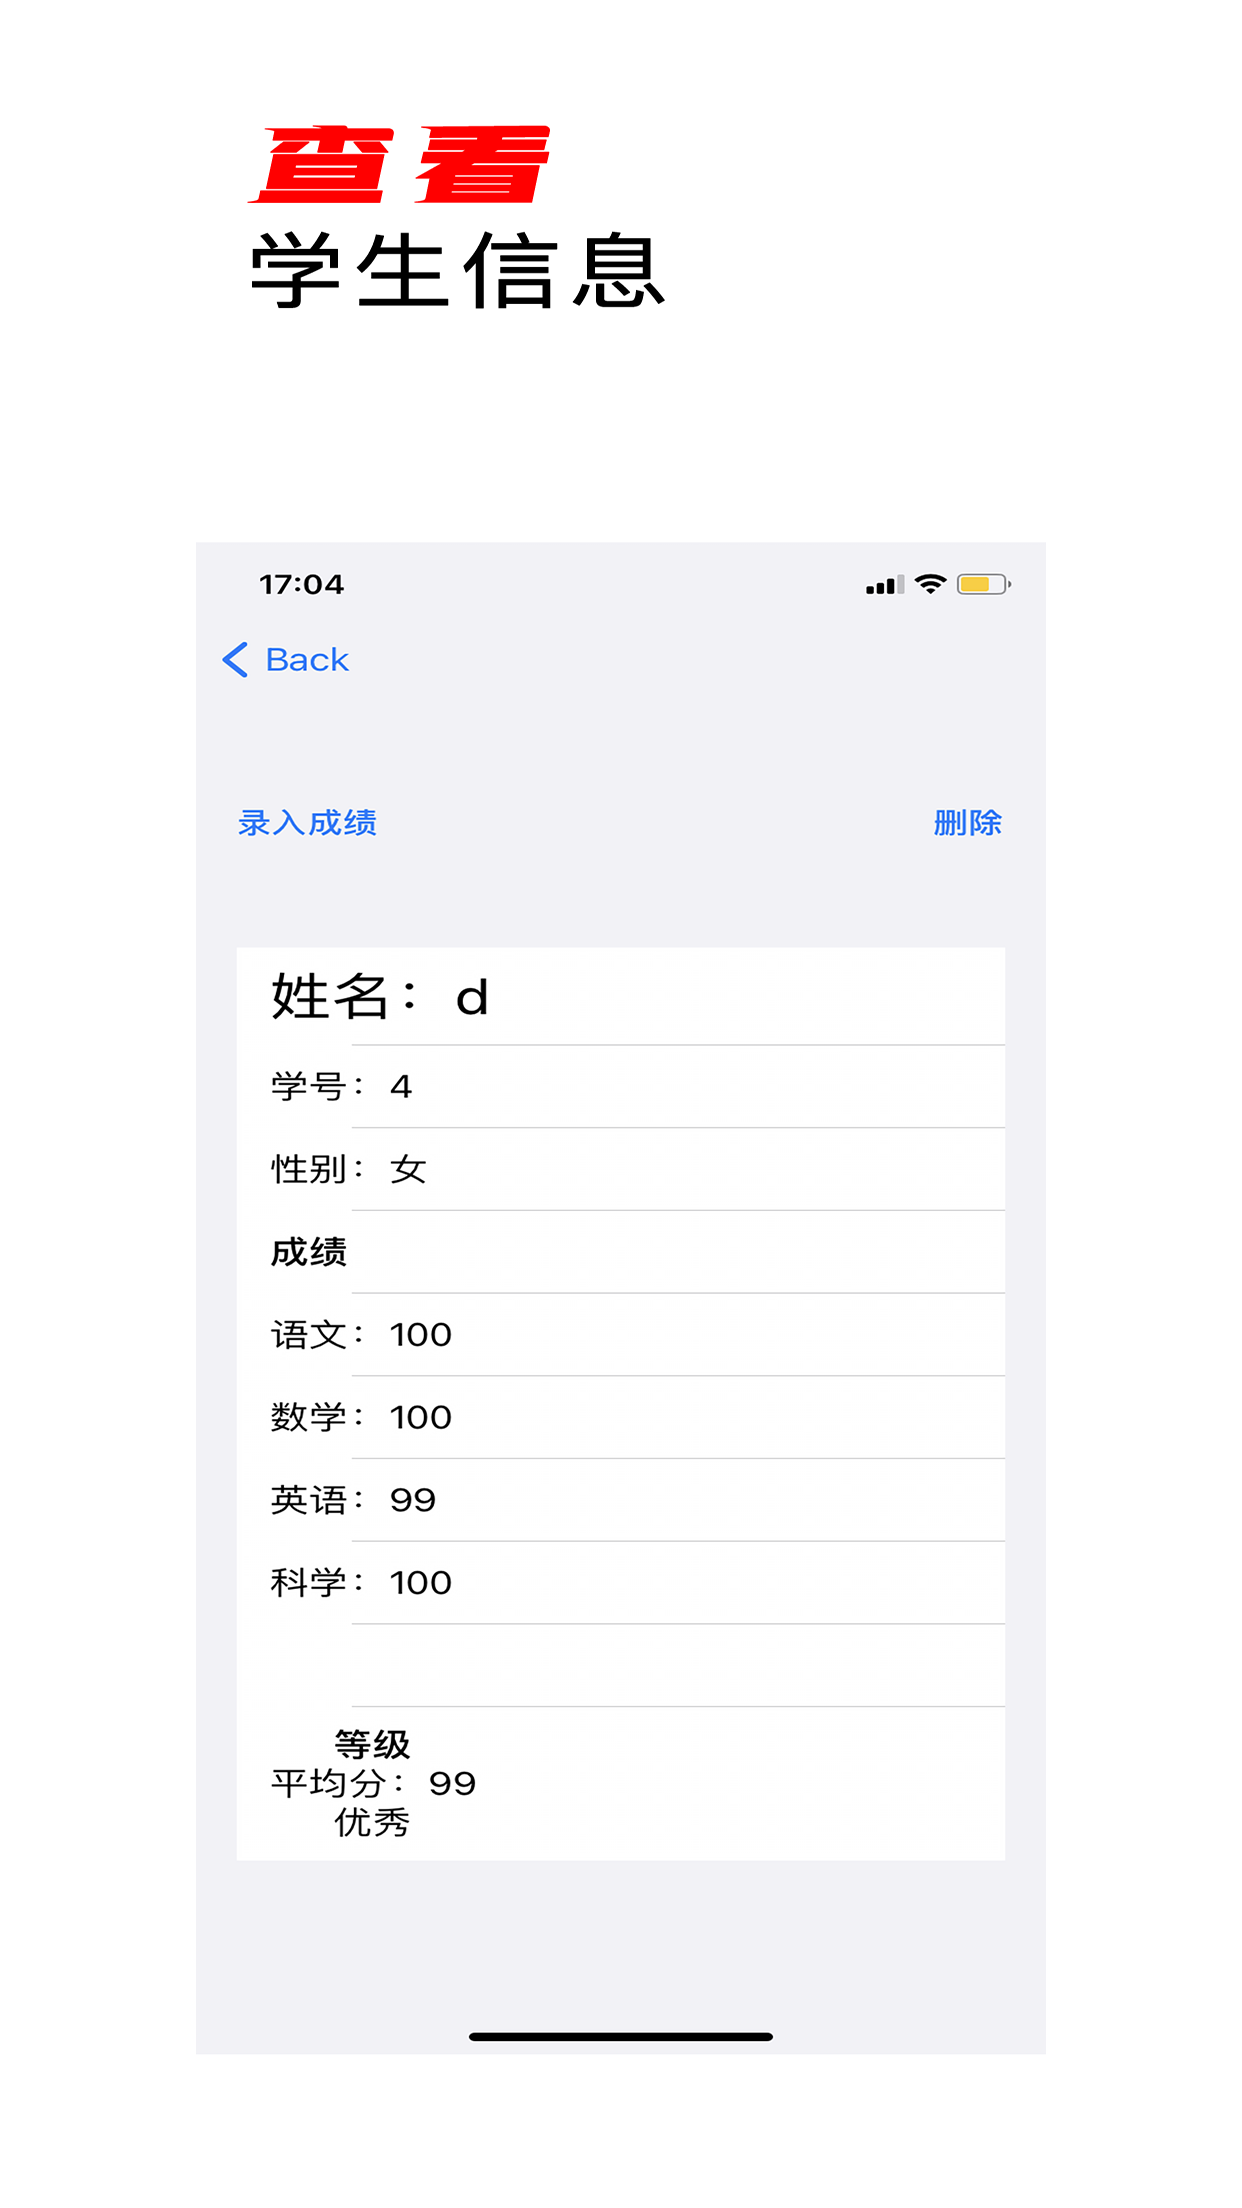 查看
学生信息
17:04
Back
录入成绩
删除
姓名： d
学号： 4
性别： 女
成绩
语文： 100
数学： 100
英语： 99
科学： 100
等级
平均分： 99
优秀